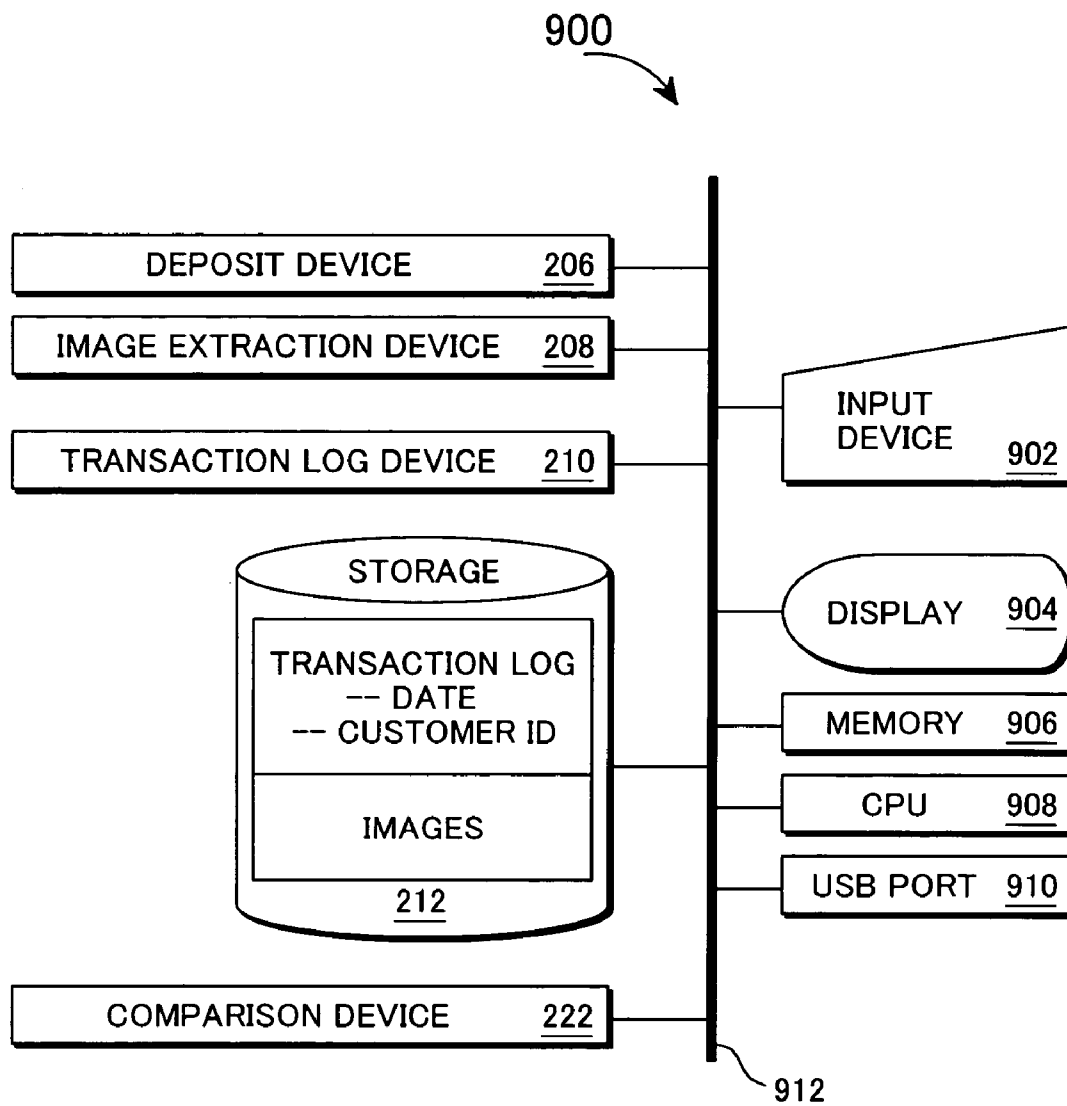 900
DEPOSIT DEVICE 206
IMAGE EXTRACTION DEVICE 208
TRANSACTION LOG DEVICE 210
STORAGE
TRANSACTION LOG
-- DATE
-- CUSTOMER ID
IMAGES
212
COMPARISON DEVICE 222
INPUT
DEVICE 902
DISPLAY 904
MEMORY 906
CPU 908
USB PORT 910
912